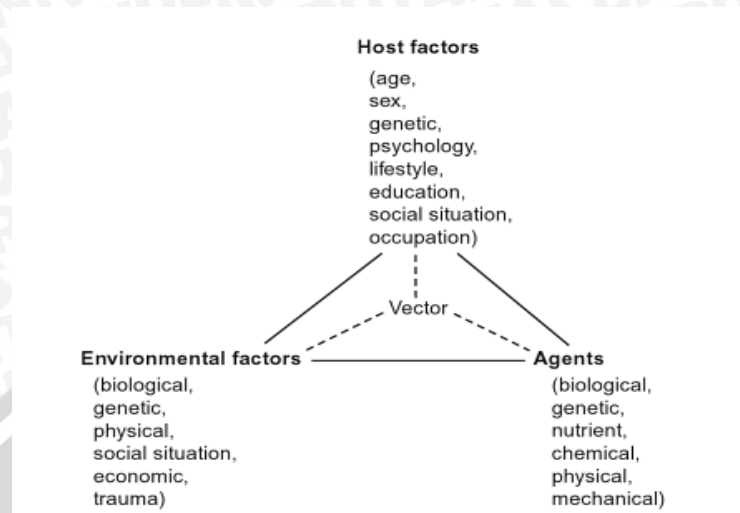 Host factors
(age,
sex,
genetic,
psychology,
lifestyle,
education,
social situation,
occupation)
Vector
Environmental factors
(biological,
genetic,
physical,
social situation,
economic,
trauma)
Agents
(biological,
genetic,
nutrient,
chemical,
physical,
mechanical)